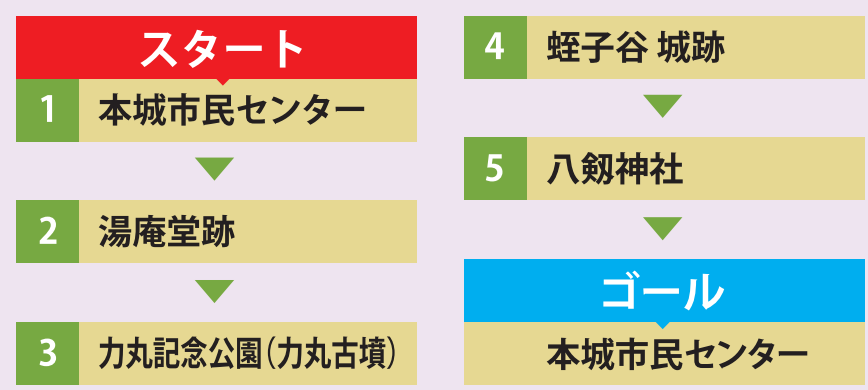 スタート
1 本城市民センター
2 湯庵堂跡
3 力丸記念公園(力丸古墳)
4 蛭子谷 城跡
5 八剱神社
ゴール
本城市民センター